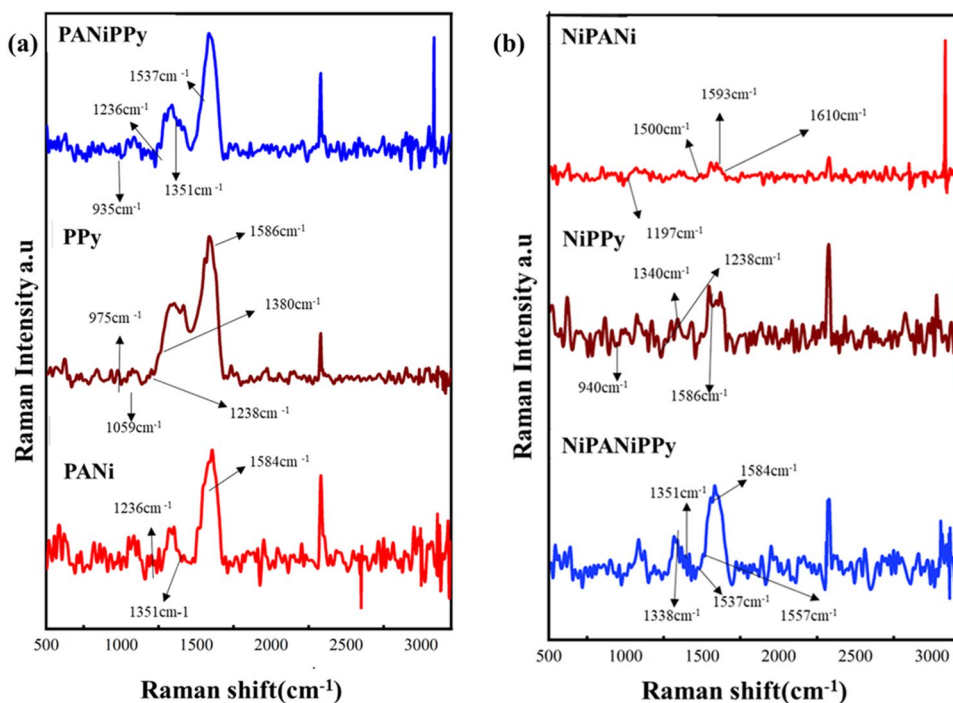 (a)
PANiPPy
1537cm -1
1236cm -1
1351cm -1
935cm-1
PPy
1586cm-1
975cm -1
1380cm -1
1059cm-1
1238cm -1
PANi
1236cm -1
1584cm -1
1351cm-1
500 1000 1500 2000 2500 3000
Raman shift(cm-1)
Raman Intensity a.u
(b)
NiPANi
1593cm-1
1500cm-1
1610cm-1
1197cm-1
NiPPy
1340cm-1
1238cm-1
940cm-1
1586cm-1
NiPANiPPy
1584cm-1
1351cm-1
1338cm-1
1537cm-1
1557cm-1
500 1000 1500 2000 2500 3000
Raman shift(cm-1)
Raman Intensity a.u